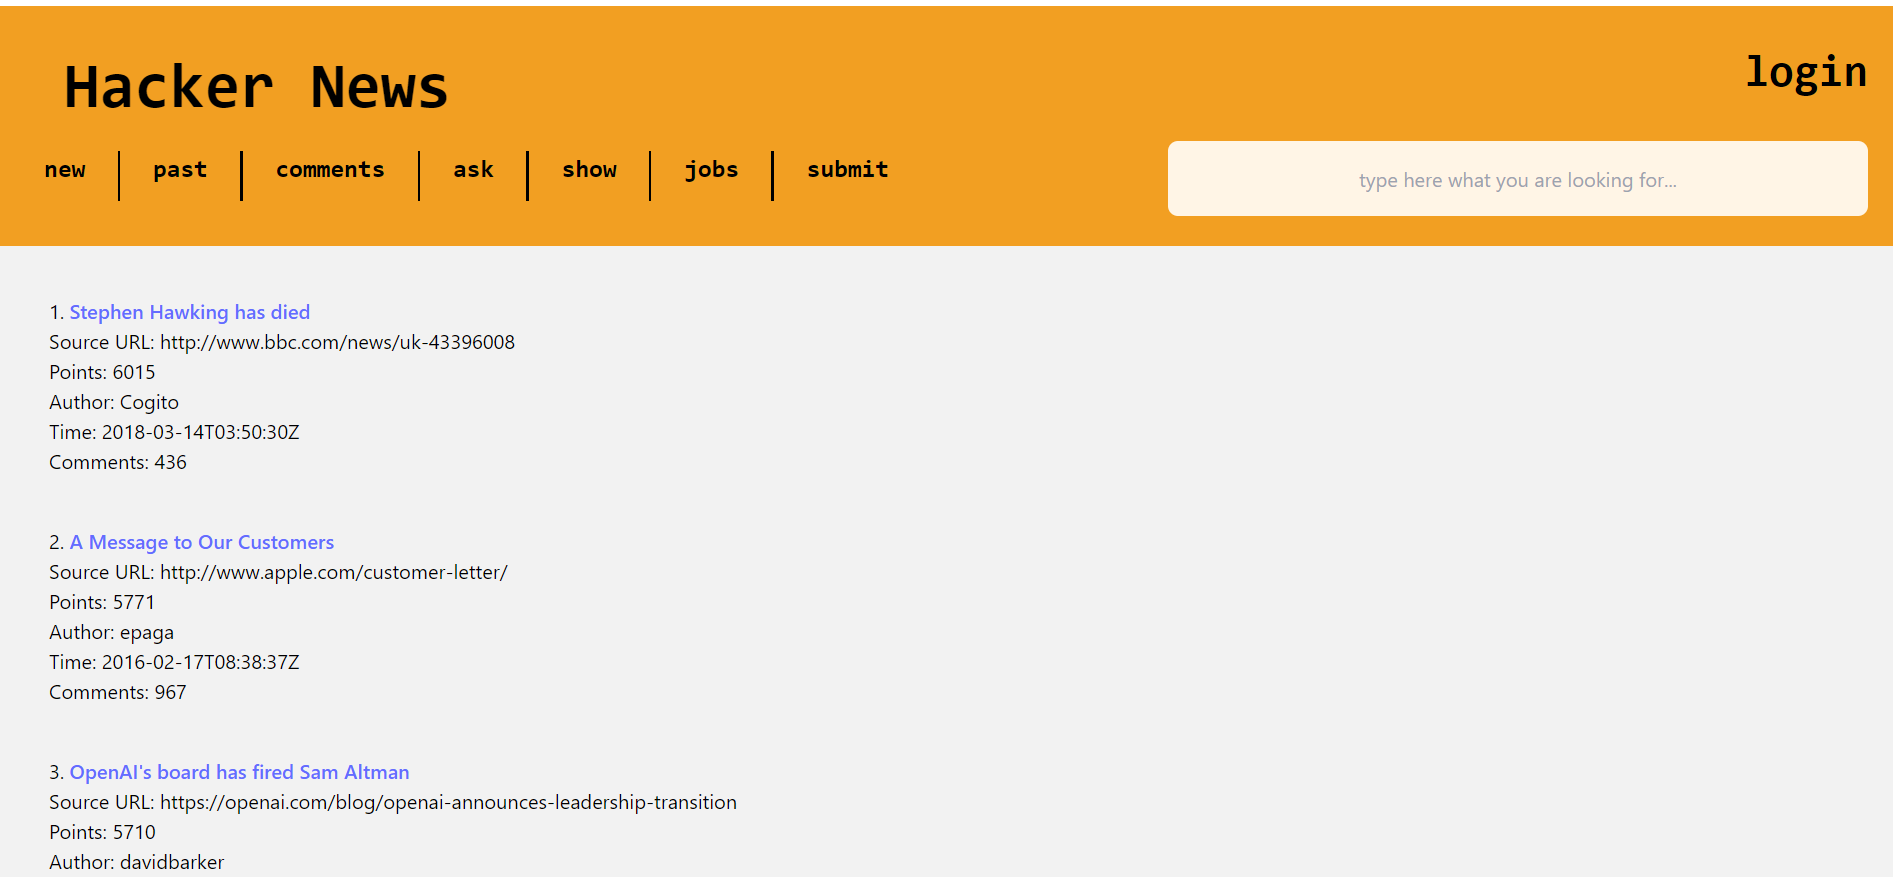 Hacker News
login
new past comments ask show jobs submit
type here what you are looking for...
1. Stephen Hawking has died
Source URL: http://www.bbc.com/news/uk-43396008
Points: 6015
Author: Cogito
Time: 2018-03-14T03:50:30Z
Comments: 436
2. A Message to Our Customers
Source URL: http://www.apple.com/customer-letter/
Points: 5771
Author: epaga
Time: 2016-02-17T08:38:37Z
Comments: 967
3. OpenAI's board has fired Sam Altman
Source URL: https://openai.com/blog/openai-announces-leadership-transition
Points: 5710
Author: davidbarker